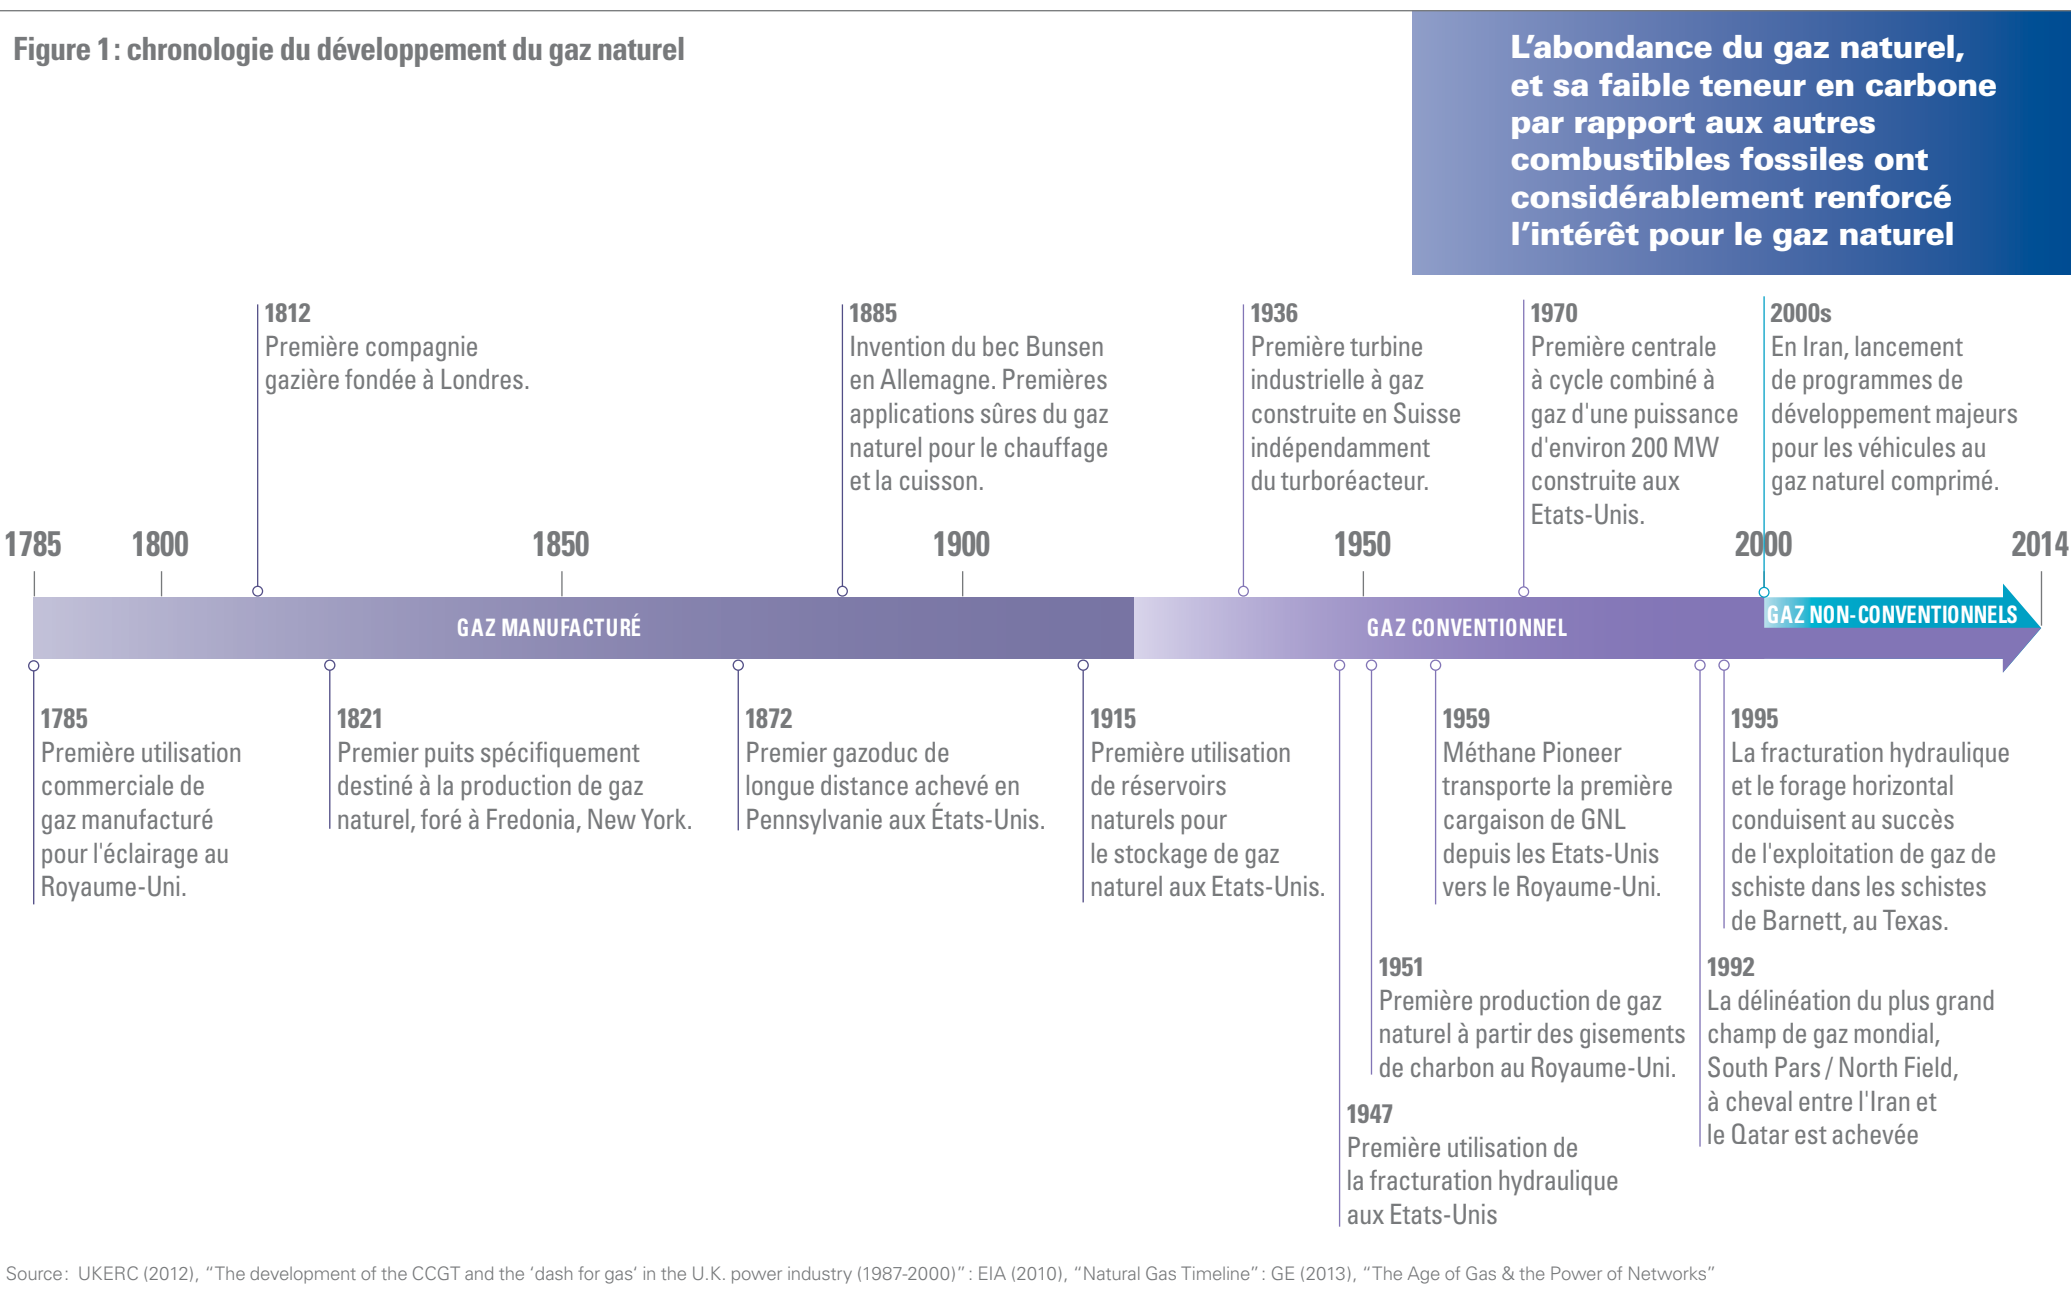 Figure 1 : chronologie du développement du gaz naturel
L’abondance du gaz naturel,
et sa faible teneur en carbone
par rapport aux autres
combustibles fossiles ont
considérablement renforcé
l’intérêt pour le gaz naturel
1812
Première compagnie
gazière fondée à Londres.
1885
Invention du bec Bunsen
en Allemagne. Premières
applications sûres du gaz
naturel pour le chauffage
et la cuisson.
1936
Première turbine
industrielle à gaz
construite en Suisse
indépendamment
du turboréacteur.
1970
Première centrale
à cycle combiné à
gaz d'une puissance
d'environ 200 MW
construite aux
Etats-Unis.
2000s
En Iran, lancement
de programmes de
développement majeurs
pour les véhicules au
gaz naturel comprimé.
1785 1800 1850 1900 1950 2000 2014
GAZ MANUFACTURÉ
GAZ CONVENTIONNEL
GAZ NON-CONVENTIONNELS
1785
Première utilisation
commerciale de
gaz manufacturé
pour l'éclairage au
Royaume-Uni.
1821
Premier puits spécifiquement
destiné à la production de gaz
naturel, foré à Fredonia, New York.
1872
Premier gazoduc de
longue distance achevé en
Pennsylvanie aux États-Unis.
1915
Première utilisation
de réservoirs
naturels pour
le stockage de gaz
naturel aux Etats-Unis.
1959
Méthane Pioneer
transporte la première
cargaison de GNL
depuis les Etats-Unis
vers le Royaume-Uni.
1995
La fracturation hydraulique
et le forage horizontal
conduisent au succès
de l'exploitation de gaz de
schiste dans les schistes
de Barnett, au Texas.
1951
Première production de gaz
naturel à partir des gisements
de charbon au Royaume-Uni.
1992
La délinéation du plus grand
champ de gaz mondial,
South Pars / North Field,
à cheval entre l'Iran et
le Qatar est achevée
1947
Première utilisation de
la fracturation hydraulique
aux Etats-Unis
Source : UKERC (2012), “The development of the CCGT and the ‘dash for gas’ in the U.K. power industry (1987-2000)” : EIA (2010), “Natural Gas Timeline” : GE (2013), “The Age of Gas & the Power of Networks”